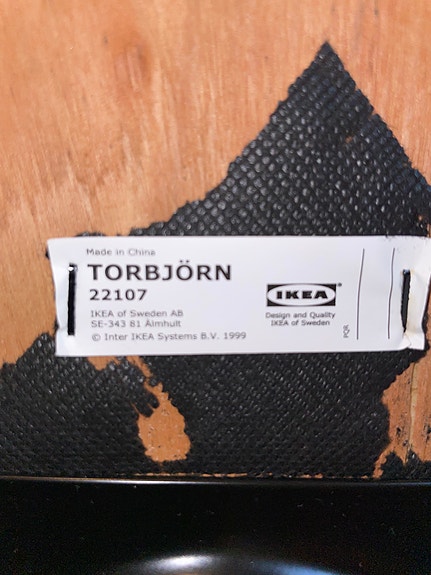 Made in China
TORBJÖRN
22107
IKEA of Sweden AB
SE-343 81 Älmhult
© Inter IKEA Systems B.V. 1999
IKEA®
Design and Quality
IKEA of Sweden
PQR